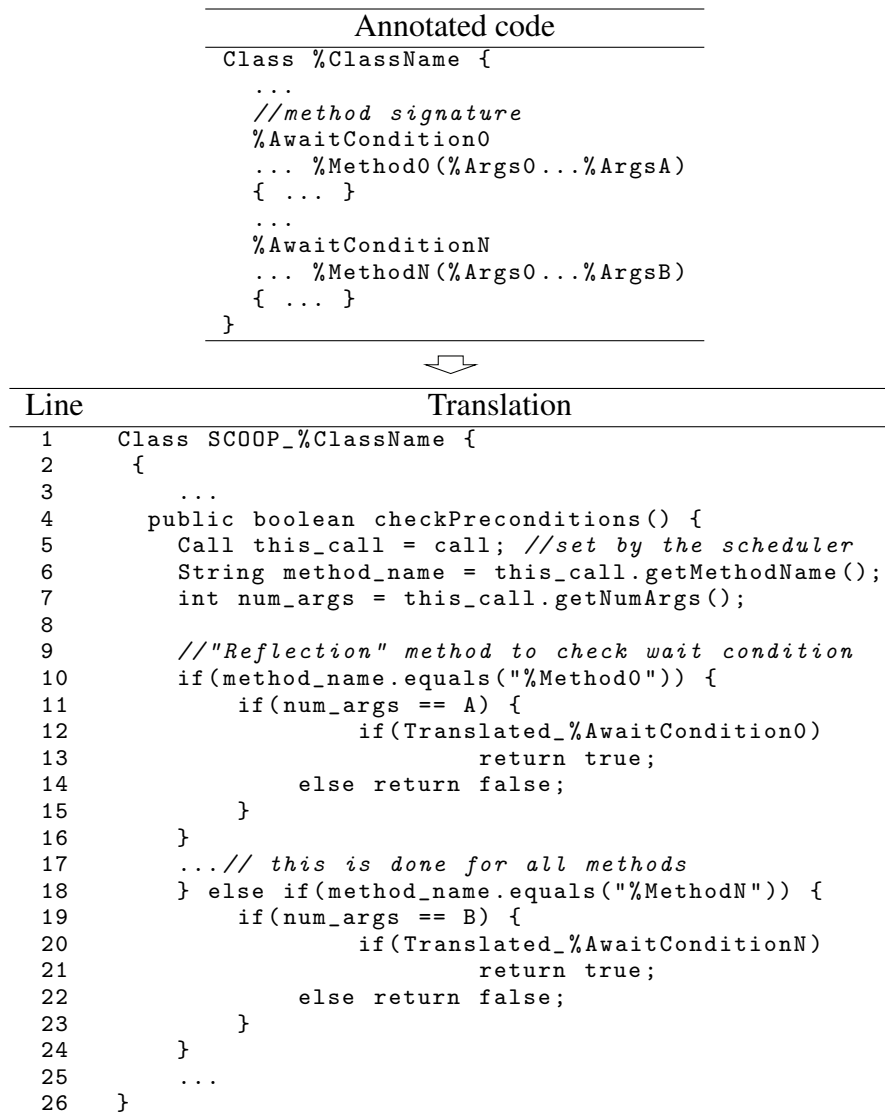 Annotated code
Class %ClassName {
...
//method signature
%AwaitCondition0
... %Method0(%Args0...%ArgsA)
{ ... }
...
%AwaitConditionN
... %MethodN(%Args0...%ArgsB)
{ ... }
}
Line Translation
1 Class SCOOP_%ClassName {
2 {
3 ...
4 public boolean checkPreconditions() {
5 Call this_call = call; //set by the scheduler
6 String method_name = this_call.getMethodName();
7 int num_args = this_call.getNumArgs();
8
9 //"Reflection" method to check wait condition
10 if(method_name.equals("%Method0")) {
11 if(num_args == A) {
12 if(Translated_%AwaitCondition0)
13 return true;
14 else return false;
15 }
16 }
17 ...// this is done for all methods
18 } else if(method_name.equals("%MethodN")) {
19 if(num_args == B) {
20 if(Translated_%AwaitConditionN)
21 return true;
22 else return false;
23 }
24 }
25 ...
26 }